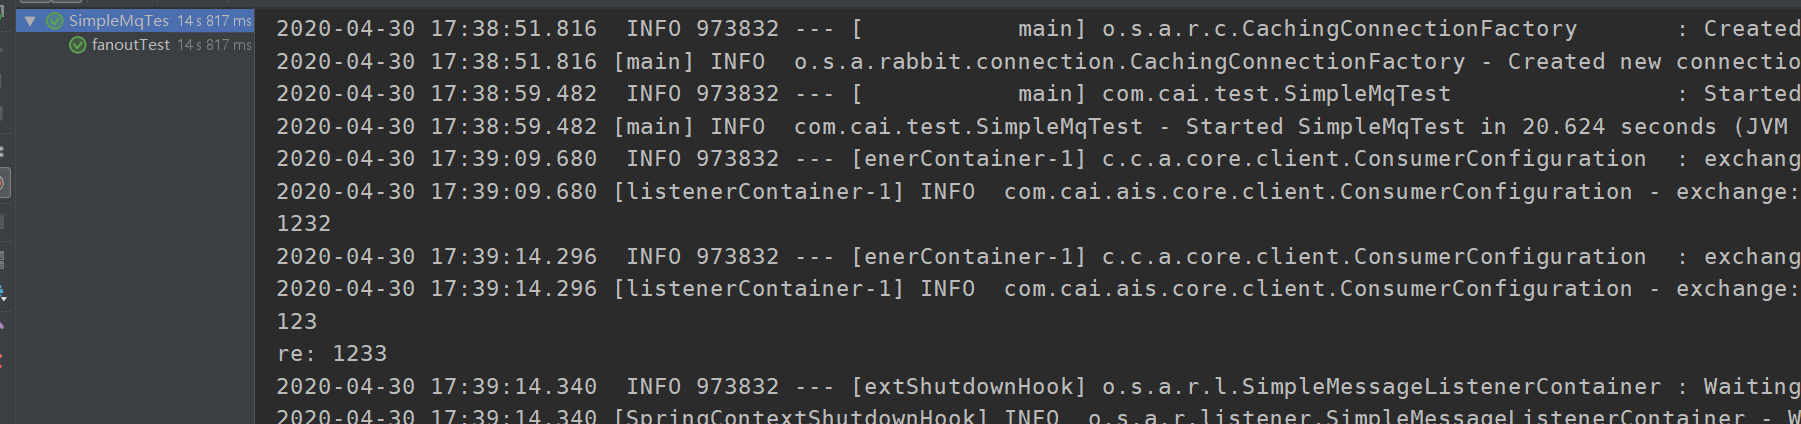 SimpleMqTes 14 s 817 ms
fanoutTest 14 s 817 ms
2020-04-30 17:38:51.816  INFO 973832 --- [           main] o.s.a.r.c.CachingConnectionFactory       : Created
2020-04-30 17:38:51.816 [main] INFO  o.s.a.rabbit.connection.CachingConnectionFactory - Created new connectio
2020-04-30 17:38:59.482  INFO 973832 --- [           main] com.cai.test.SimpleMqTest                : Started
2020-04-30 17:38:59.482 [main] INFO  com.cai.test.SimpleMqTest - Started SimpleMqTest in 20.624 seconds (JVM
2020-04-30 17:39:09.680  INFO 973832 --- [enerContainer-1] c.c.a.core.client.ConsumerConfiguration  : exchang
2020-04-30 17:39:09.680 [listenerContainer-1] INFO  com.cai.ais.core.client.ConsumerConfiguration - exchange:
1232
2020-04-30 17:39:14.296  INFO 973832 --- [enerContainer-1] c.c.a.core.client.ConsumerConfiguration  : exchang
2020-04-30 17:39:14.296 [listenerContainer-1] INFO  com.cai.ais.core.client.ConsumerConfiguration - exchange:
123
re: 1233
2020-04-30 17:39:14.340  INFO 973832 --- [extShutdownHook] o.s.a.r.l.SimpleMessageListenerContainer : Waiting
2020-04-30 17:39:14.340 [SpringContextShutdownHook] INFO  o.s.a.r.listener.SimpleMessageListenerContainer - W